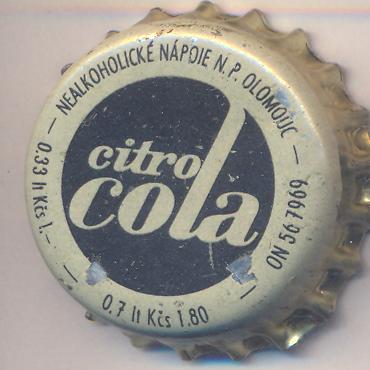 NEALKOHOLICKÉ NÁPOJE N. P. OLOMOUC
citro
cola
0.33 lt Kčs 1.-
0.7 lt Kčs 1.80
ON 56 7969